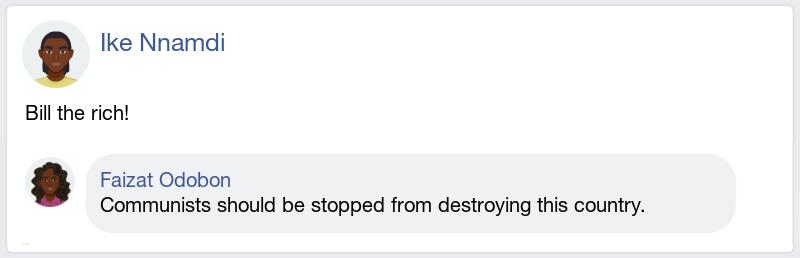 Ike Nnamdi
Bill the rich!
Faizat Odobon
Communists should be stopped from destroying this country.